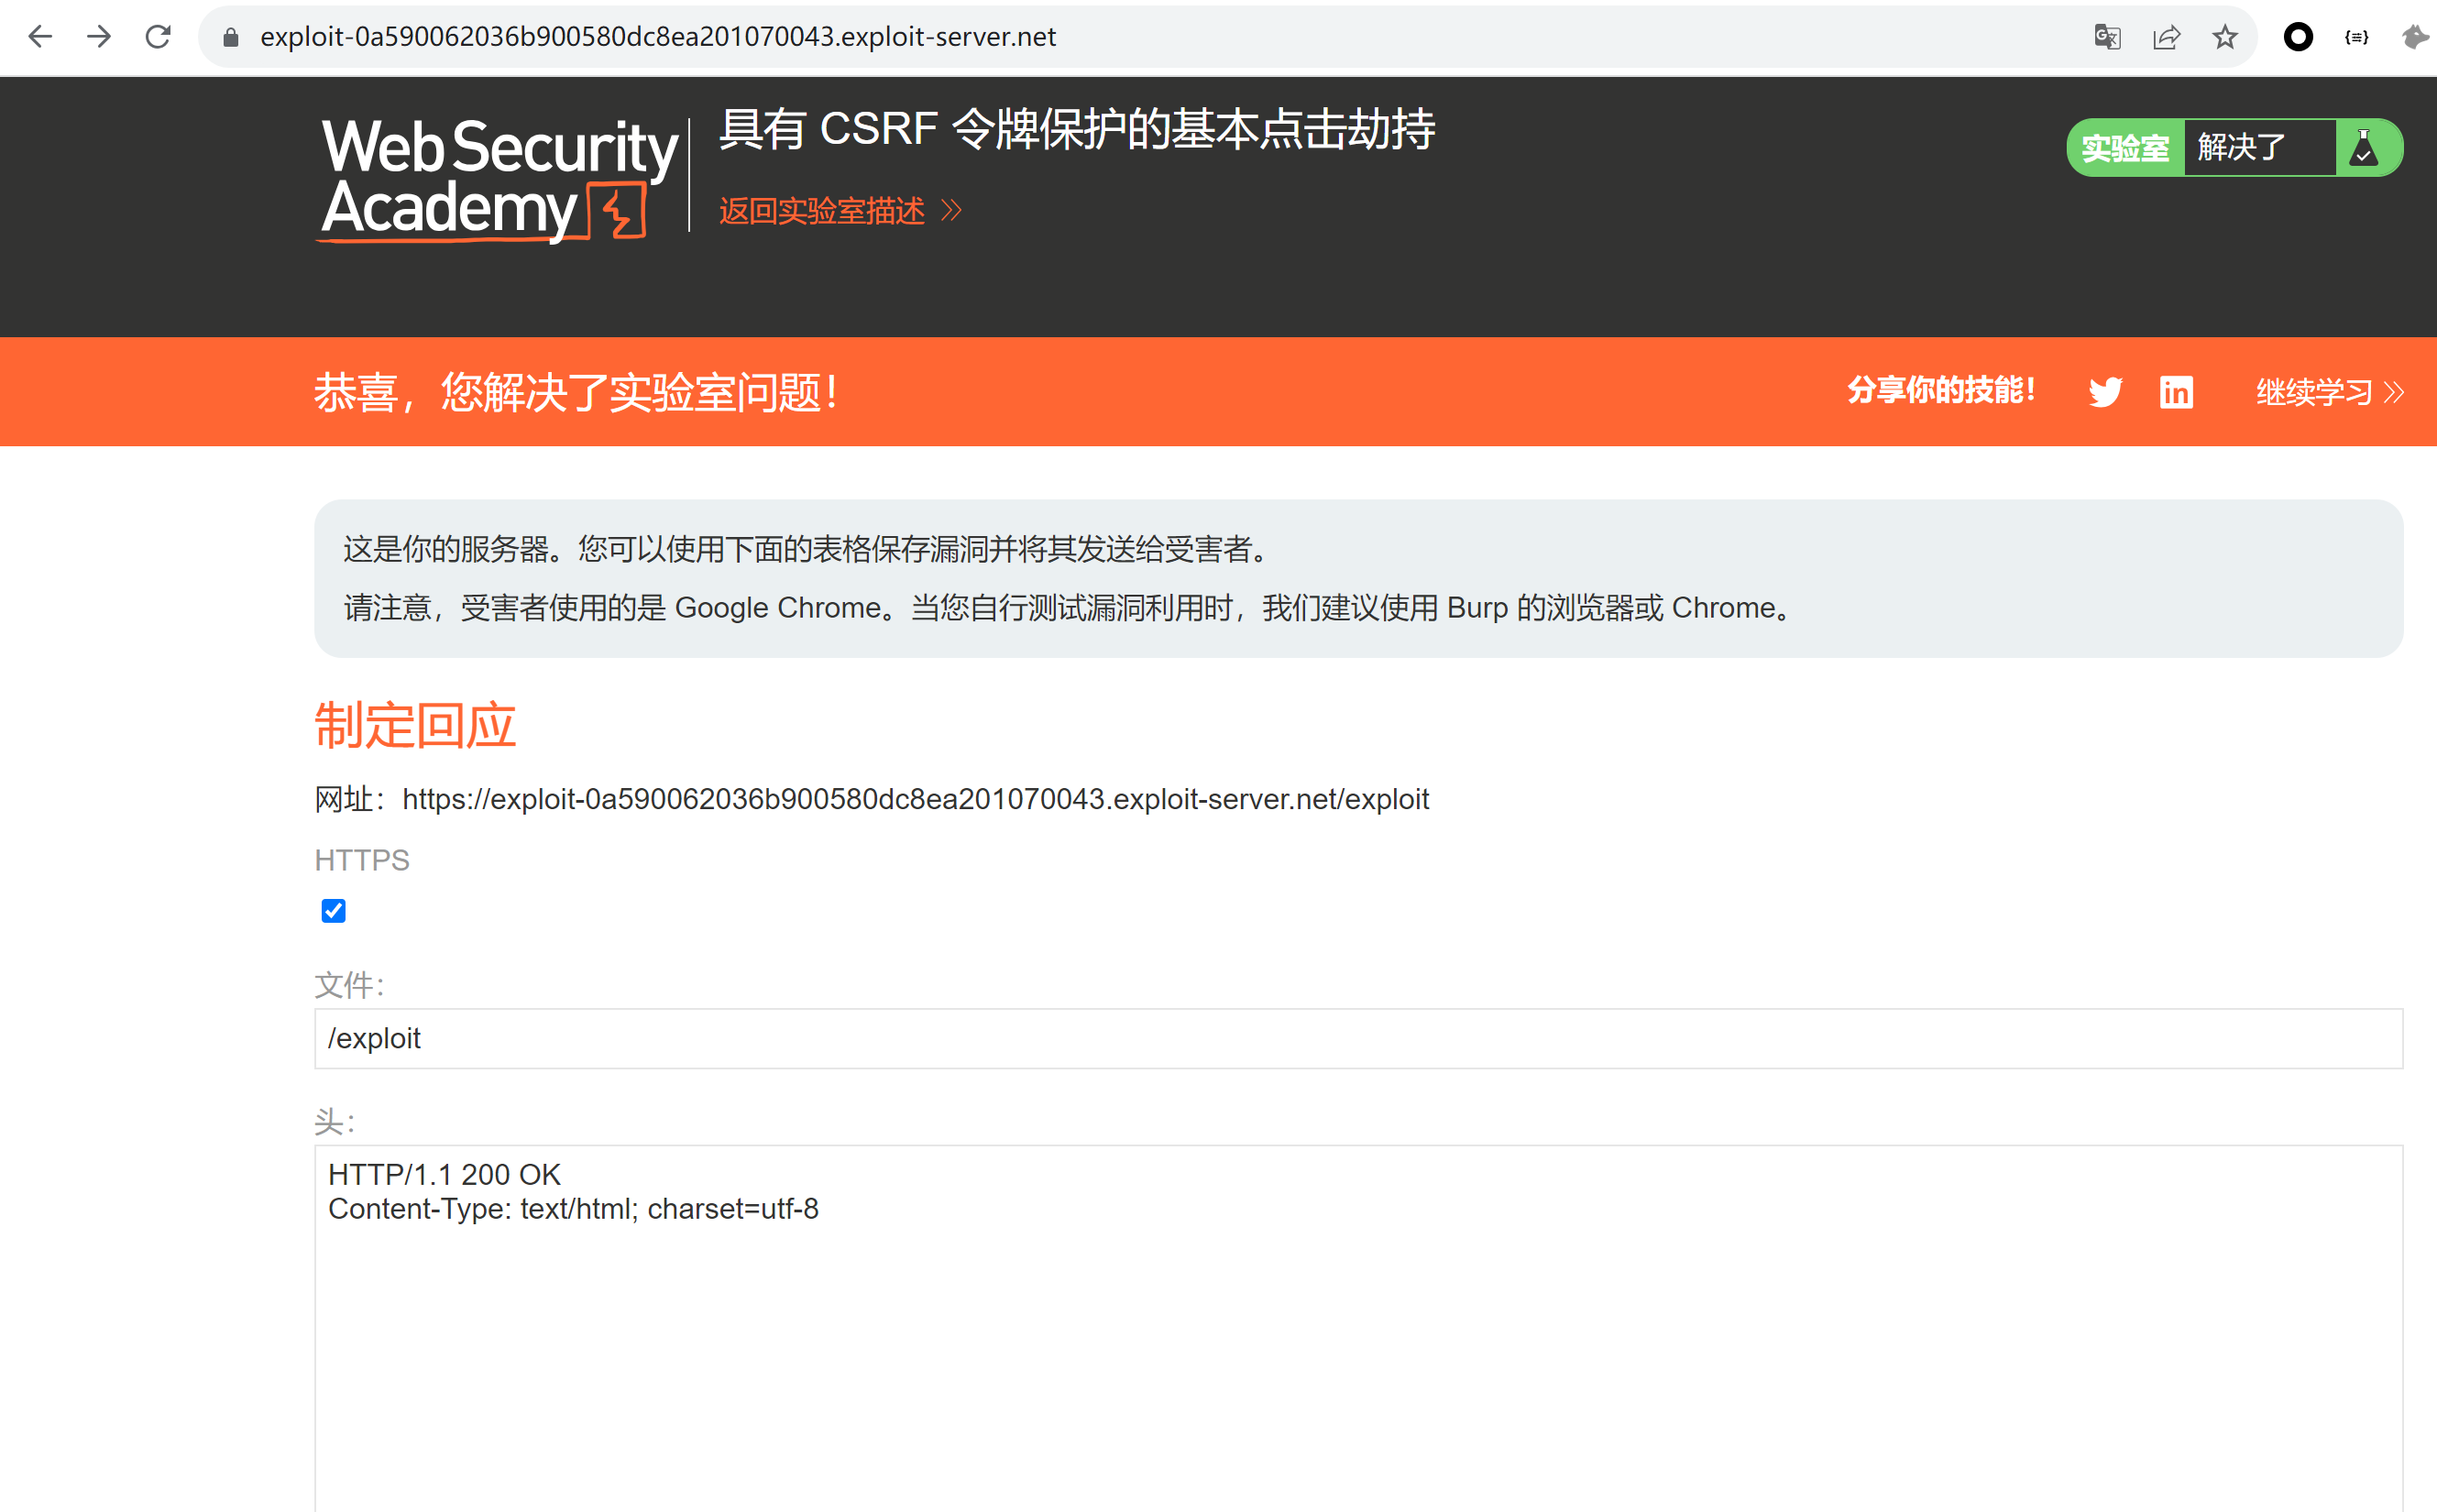 exploit-0a590062036b900580dc8ea201070043.exploit-server.net
Web Security
Academy
具有 CSRF 令牌保护的基本点击劫持
返回实验室描述
实验室 解决了
恭喜，您解决了实验室问题！
分享你的技能！
继续学习
这是你的服务器。您可以使用下面的表格保存漏洞并将其发送给受害者。
请注意，受害者使用的是 Google Chrome。当您自行测试漏洞利用时，我们建议使用 Burp 的浏览器或 Chrome。
制定回应
网址：https://exploit-0a590062036b900580dc8ea201070043.exploit-server.net/exploit
HTTPS
文件：
/exploit
头：
HTTP/1.1 200 OK
Content-Type: text/html; charset=utf-8